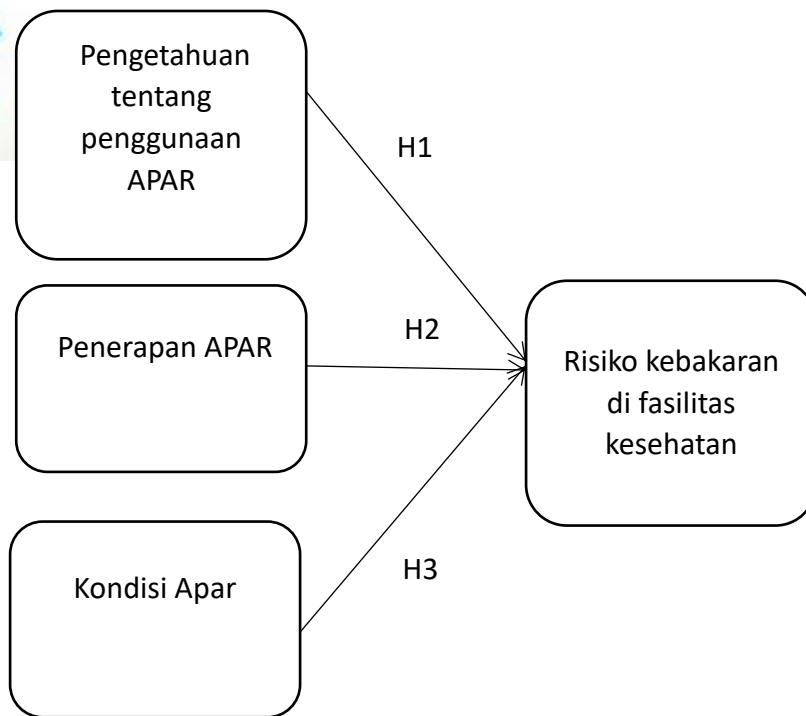 Pengetahuan
tentang
penggunaan
APAR
H1
Penerapan APAR
H2
Risiko kebakaran
di fasilitas
kesehatan
Kondisi Apar
H3